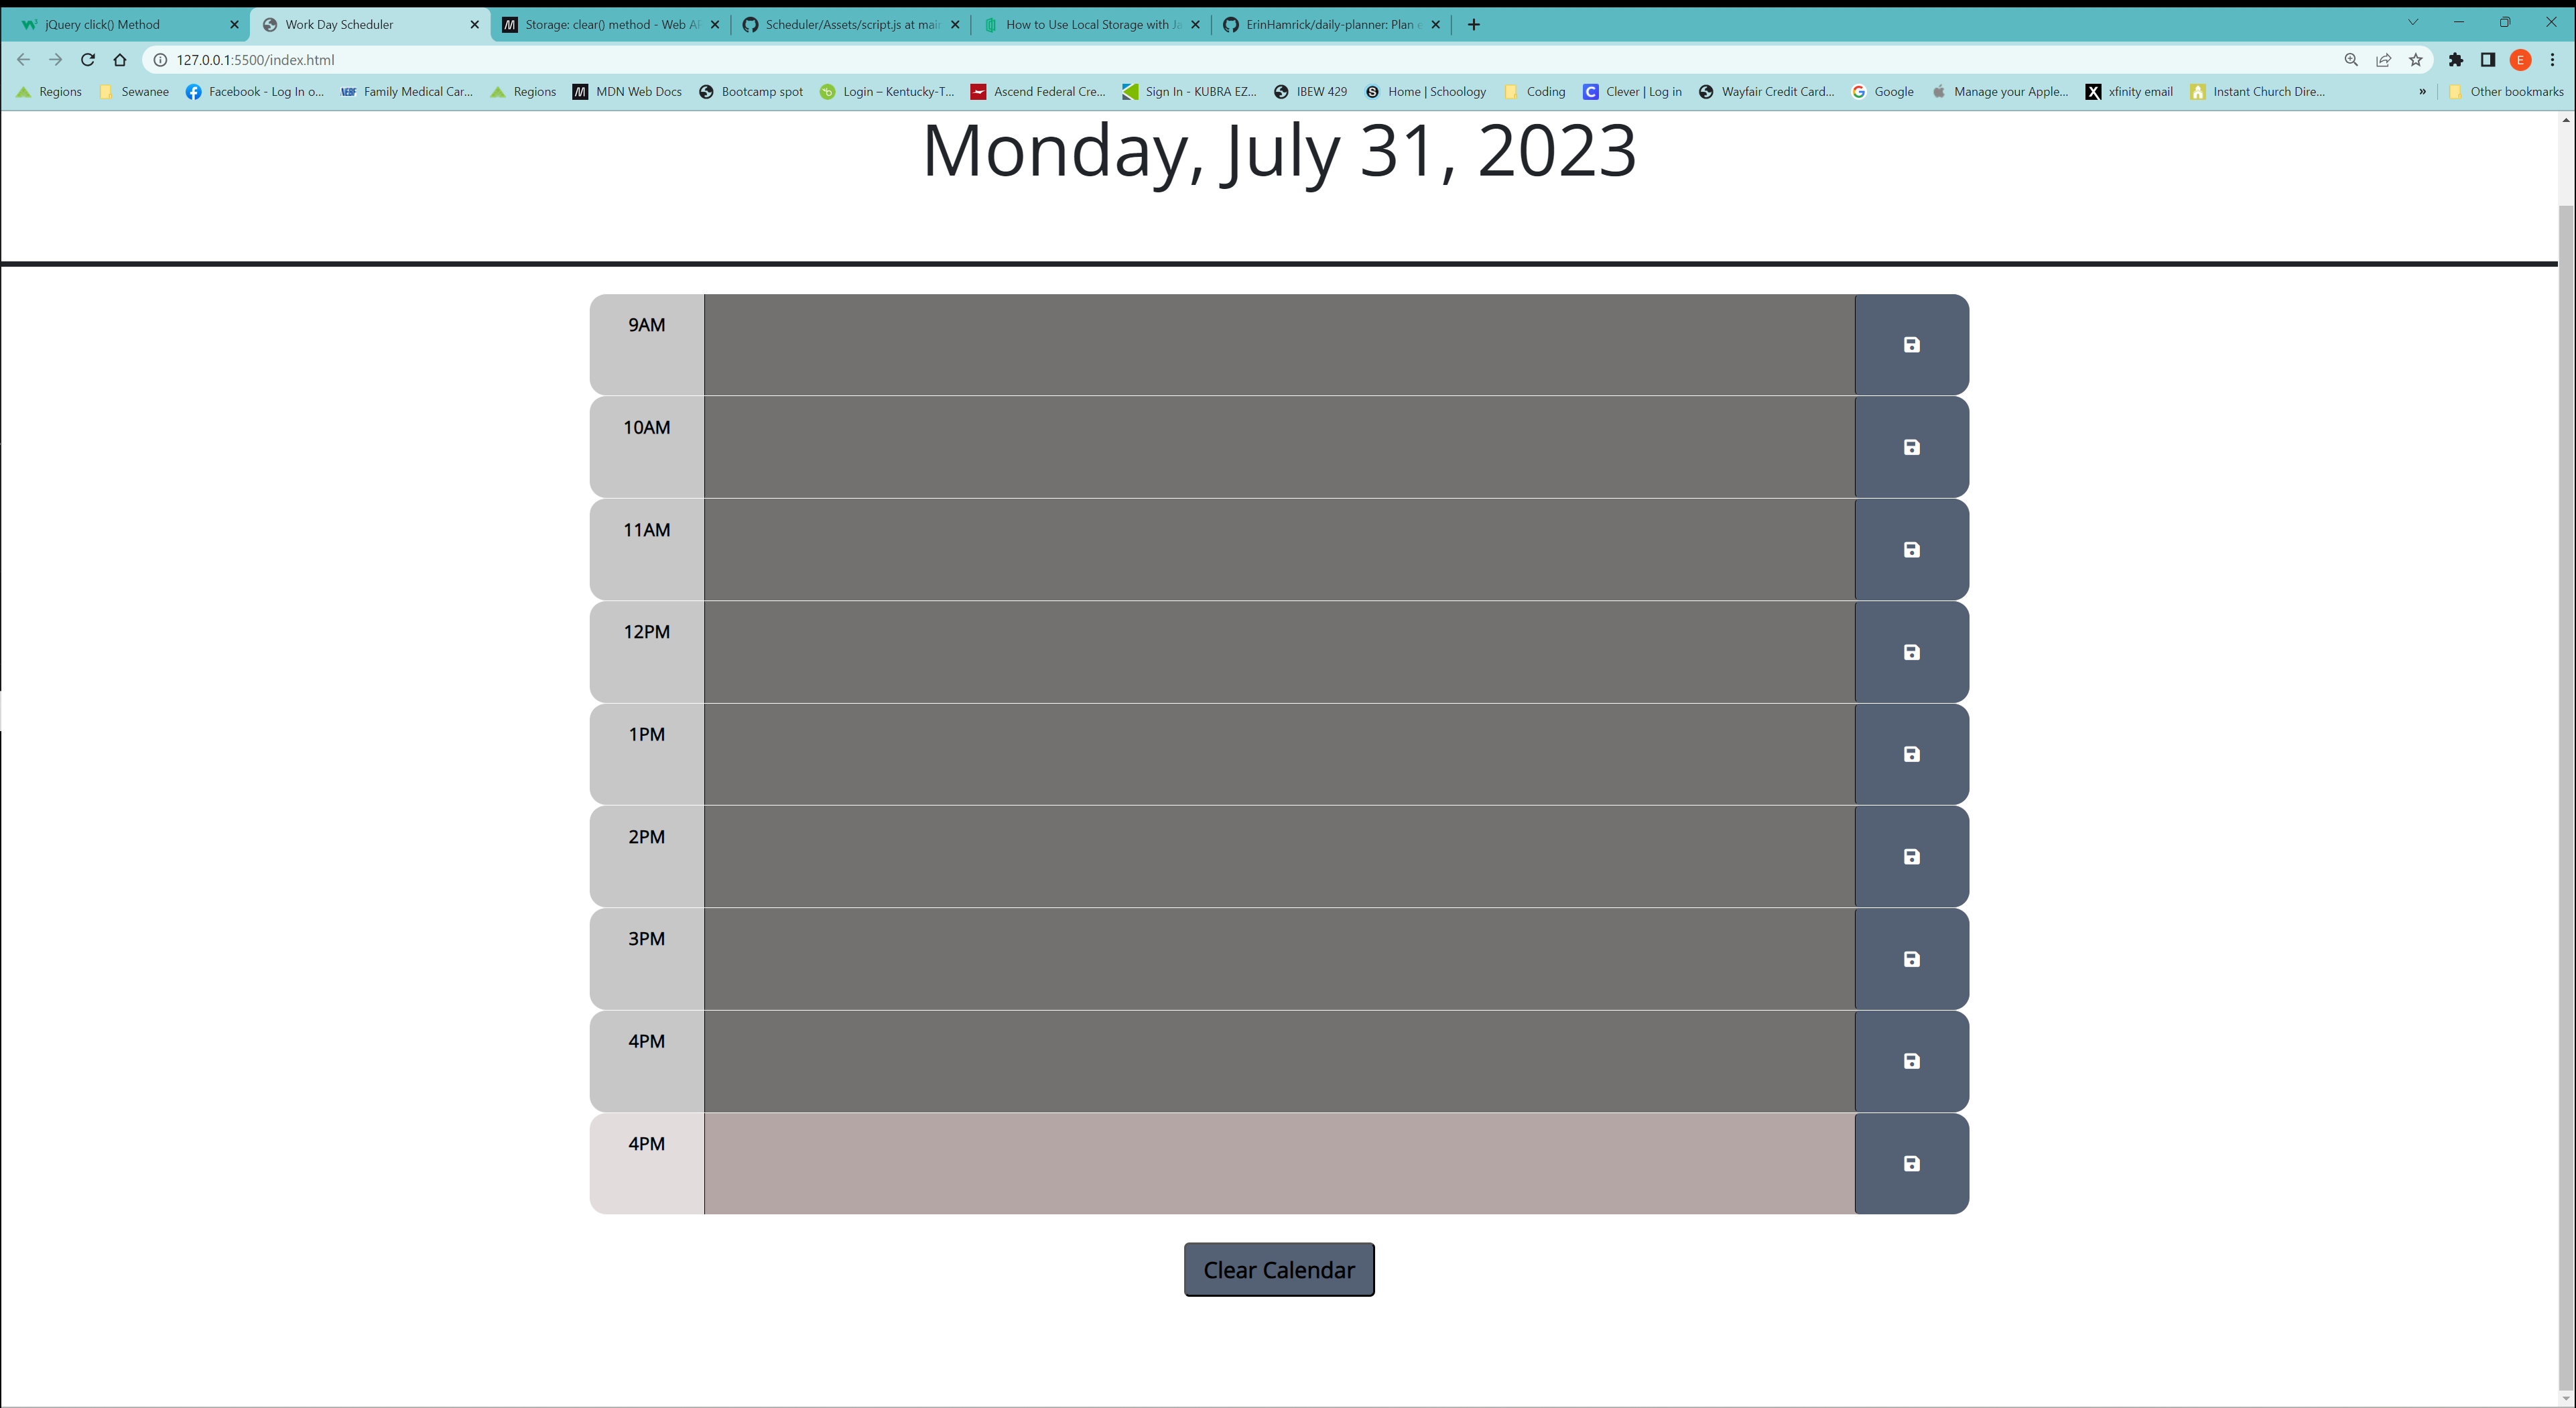 jQuery click() Method
Work Day Scheduler
Storage: clear() method - Web A
Scheduler/Assets/script.js at mai
How to Use Local Storage with Ja
ErinHamrick/daily-planner: Plan e
127.0.0.1:5500/index.html
E
Regions
Sewanee
Facebook - Log In o...
NEBF Family Medical Car...
Regions
MDN Web Docs
Bootcamp spot
Login – Kentucky-T...
Ascend Federal Cre...
Sign In - KUBRA EZ...
IBEW 429
Home | Schoology
Coding
Clever | Log in
Wayfair Credit Card...
Google
Manage your Apple...
xfinity email
Instant Church Dire...
»
Other bookmarks
Monday, July 31, 2023
9AM
10AM
11AM
12PM
1PM
2PM
3PM
4PM
4PM
Clear Calendar